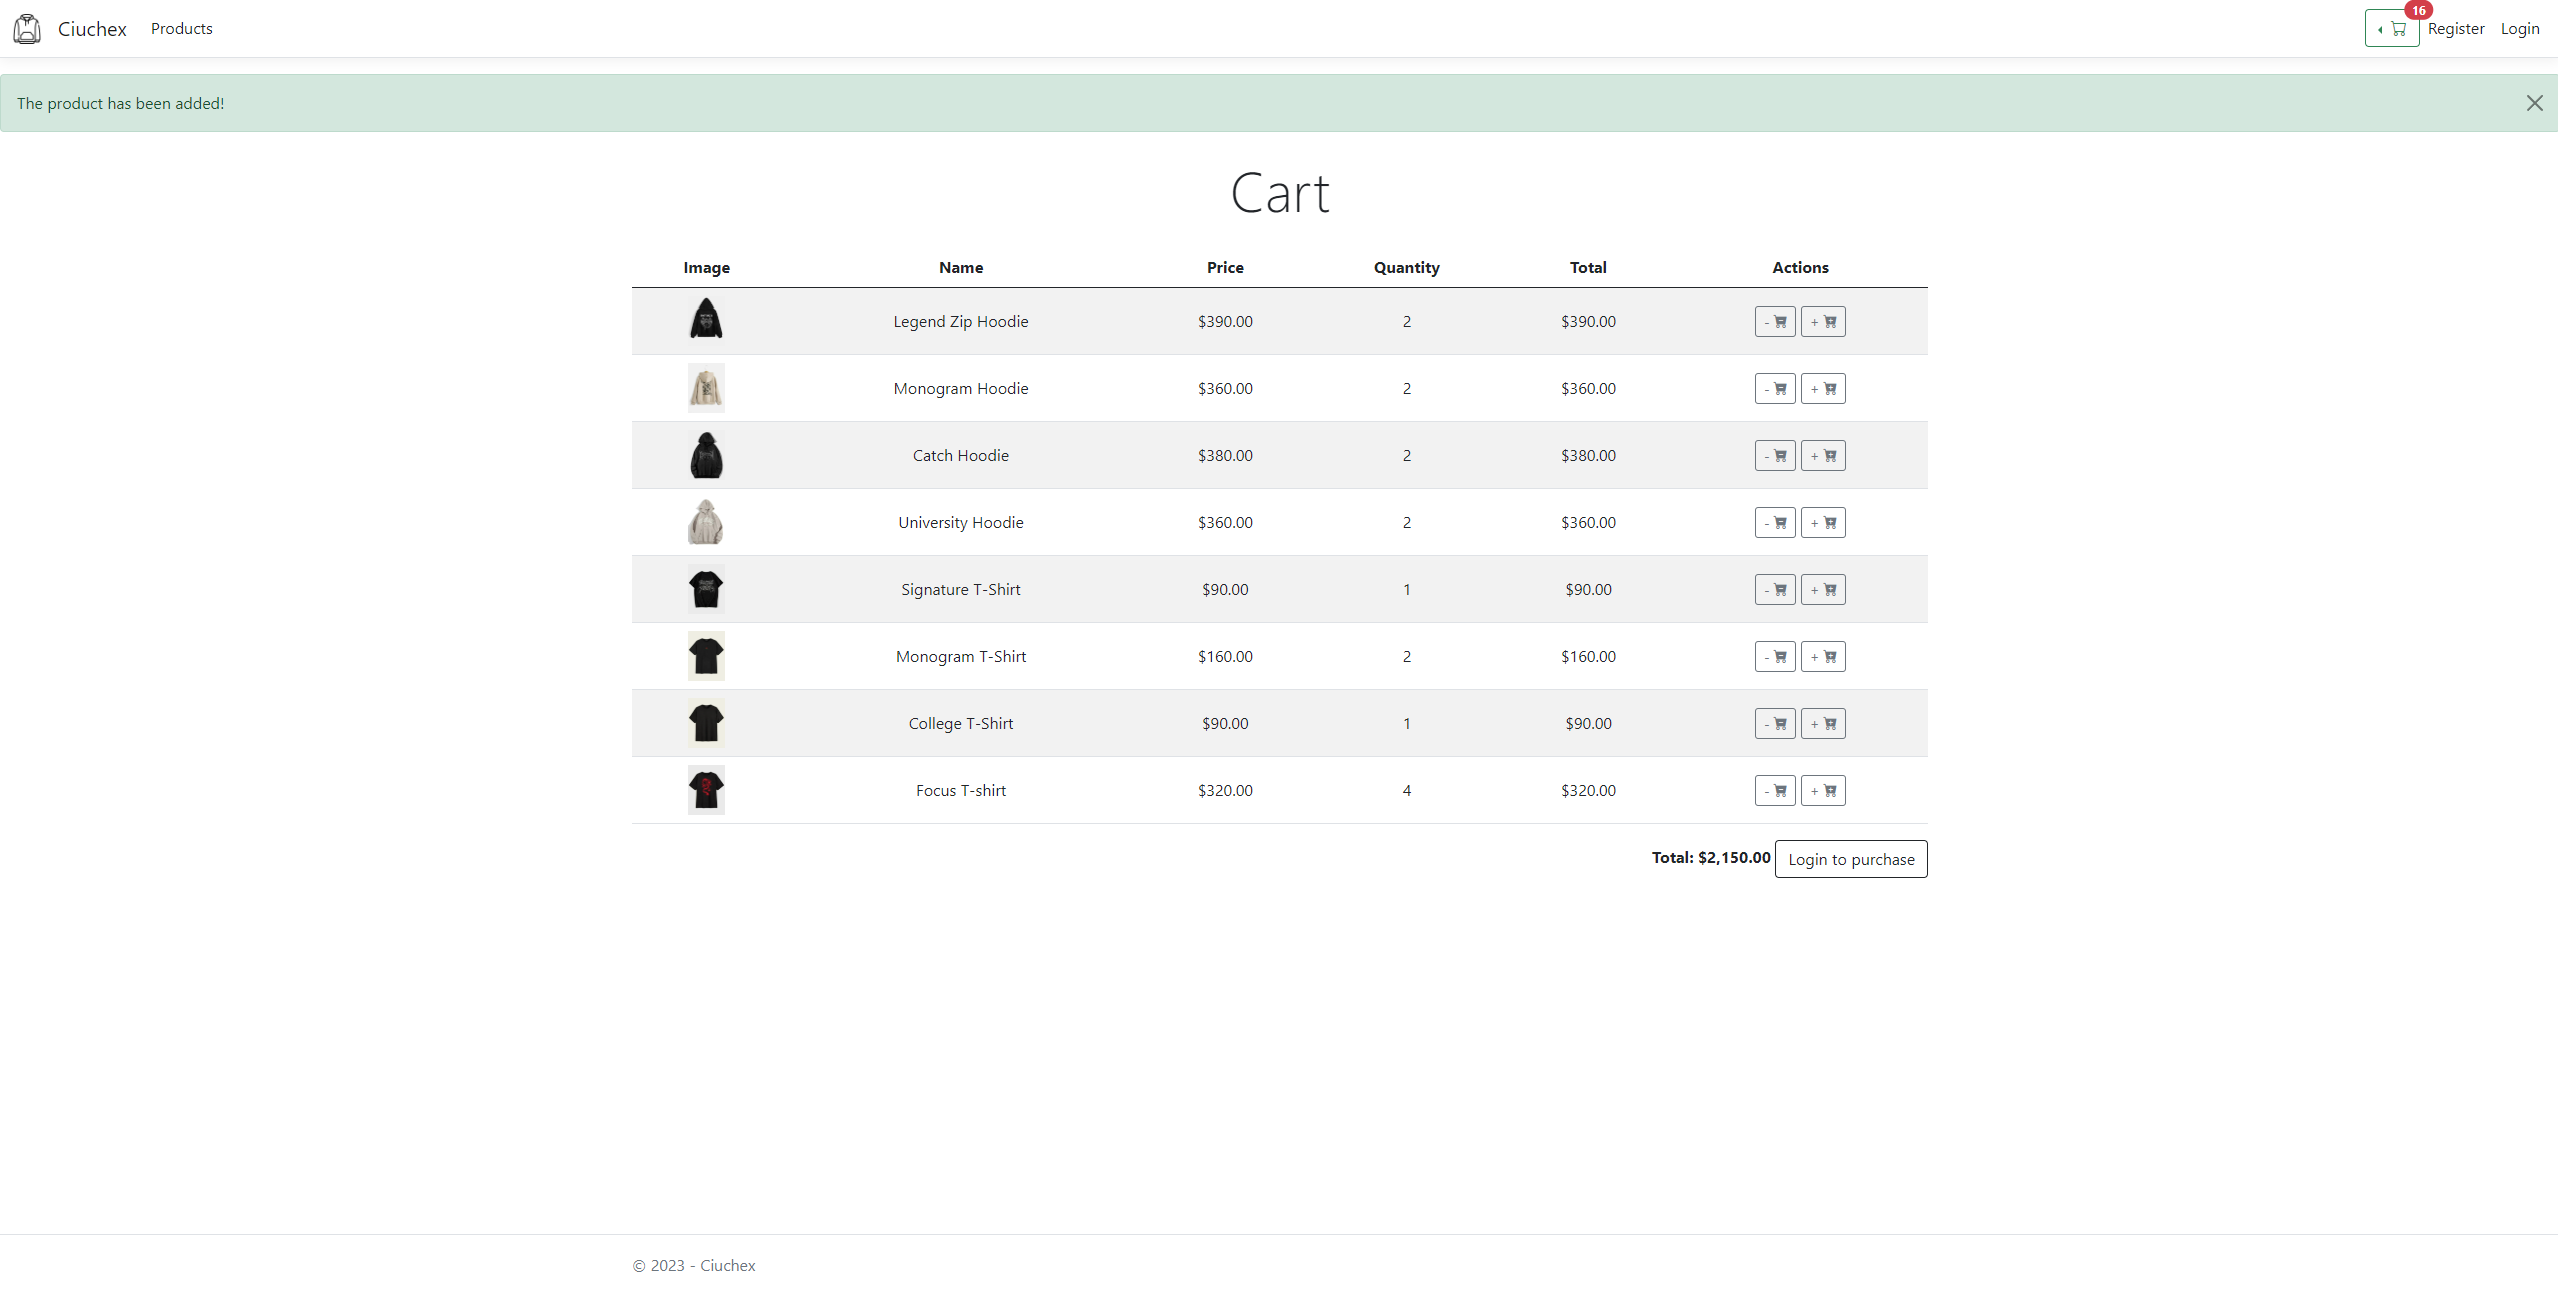 Ciuchex Products 16 Register Login
The product has been added!
Cart
Image Name Price Quantity Total Actions
Legend Zip Hoodie $390.00 2 $390.00 - +
Monogram Hoodie $360.00 2 $360.00 - +
Catch Hoodie $380.00 2 $380.00 - +
University Hoodie $360.00 2 $360.00 - +
Signature T-Shirt $90.00 1 $90.00 - +
Monogram T-Shirt $160.00 2 $160.00 - +
College T-Shirt $90.00 1 $90.00 - +
Focus T-shirt $320.00 4 $320.00 - +
Total: $2,150.00 Login to purchase
© 2023 - Ciuchex